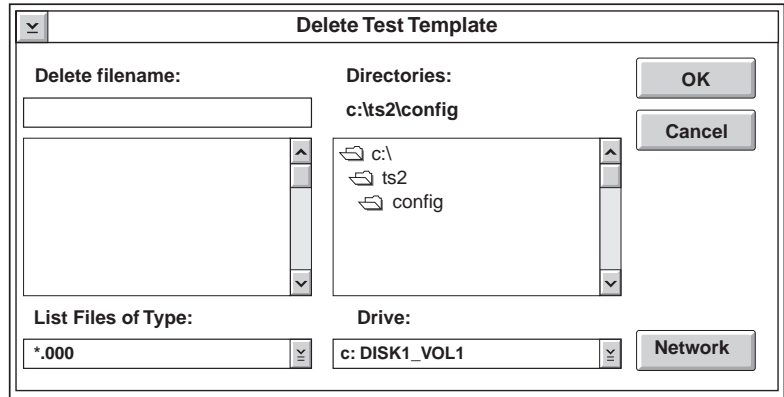 Delete Test Template
Delete filename:
Directories:
OK
c:\ts2\config
Cancel
c:\
ts2
config
List Files of Type:
Drive:
*.000
c: DISK1_VOL1
Network